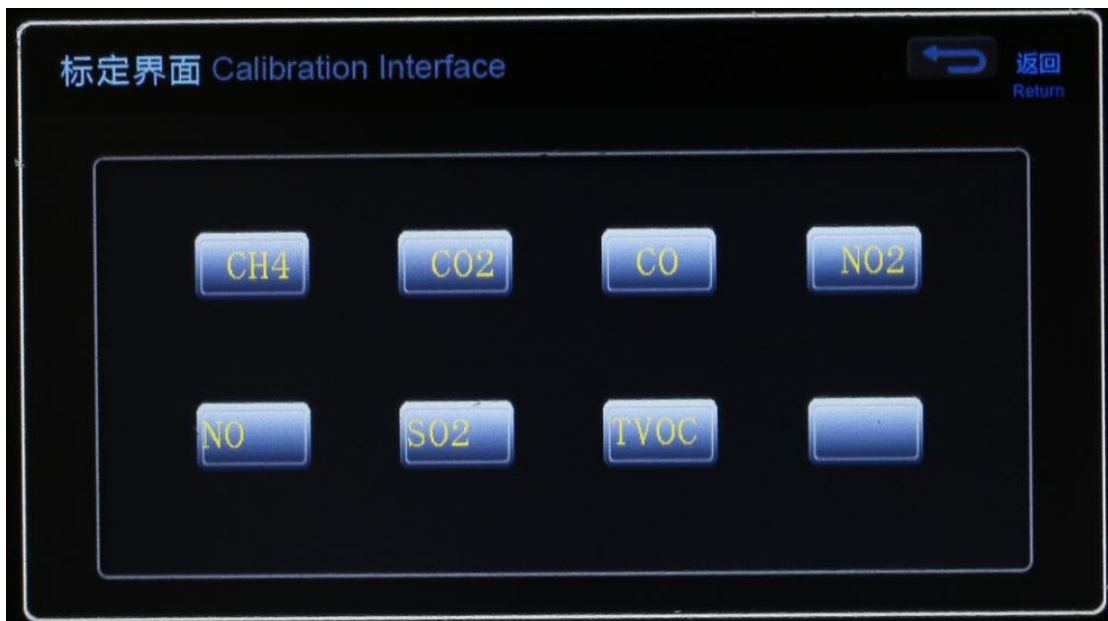 标定界面 Calibration Interface
返回
Return
CH4 CO2 CO NO2
NO SO2 TVOC